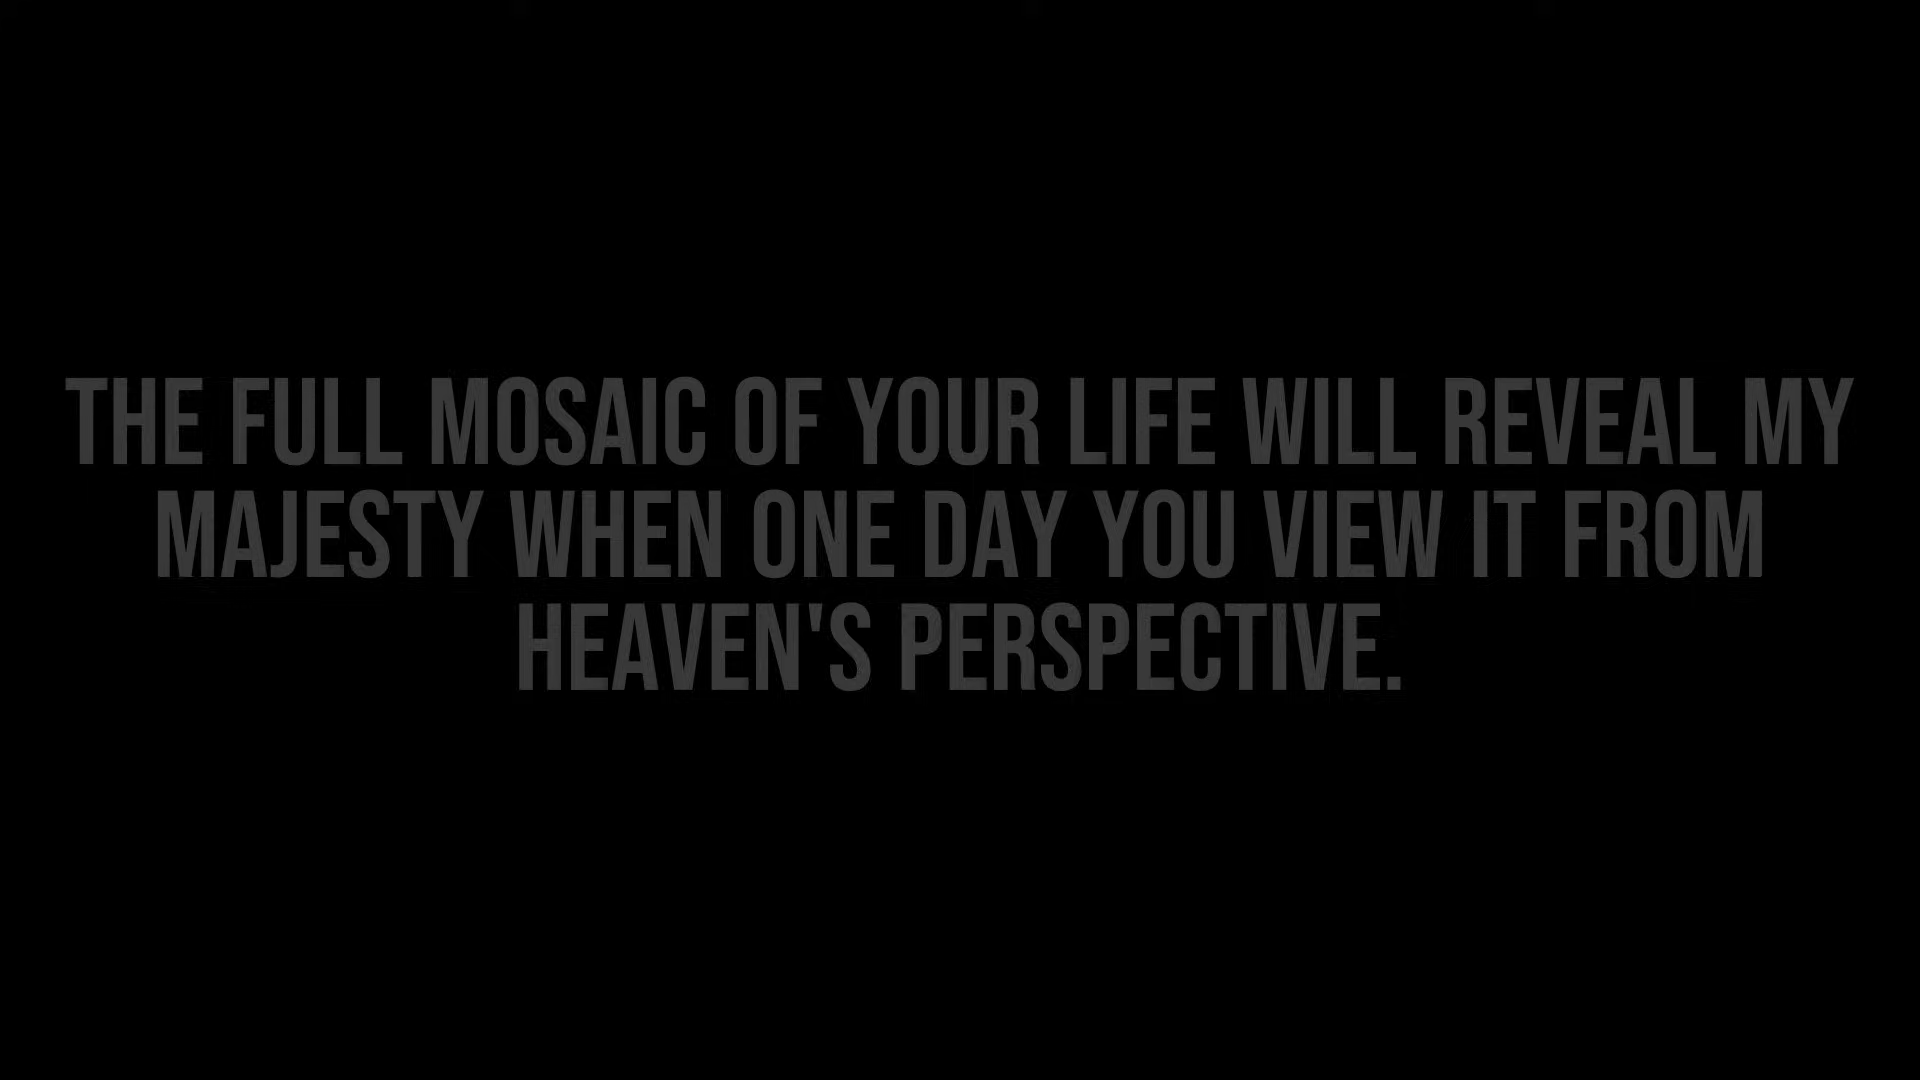 THE FULL MOSAIC OF YOUR LIFE WILL REVEAL MY
MAJESTY WHEN ONE DAY YOU VIEW IT FROM
HEAVEN'S PERSPECTIVE.